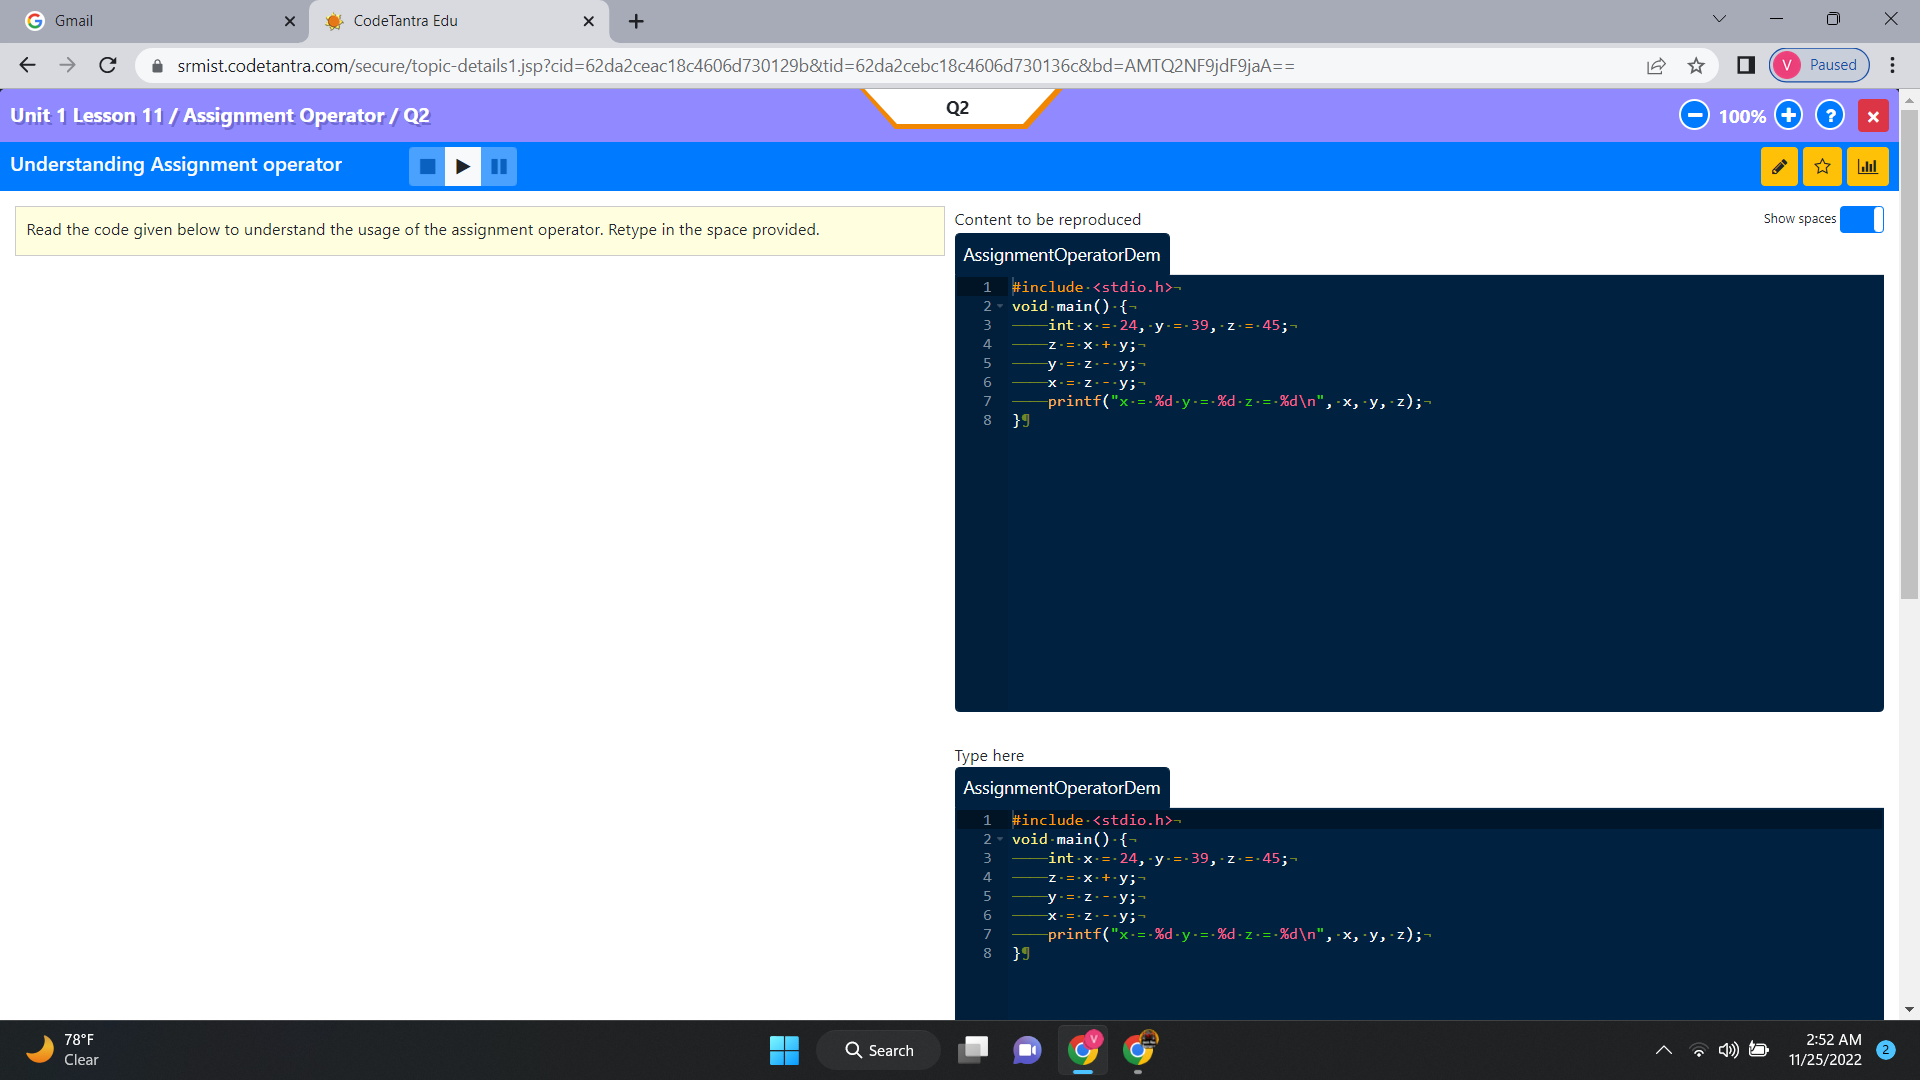 Gmail
CodeTantra Edu
srmist.codetantra.com/secure/topic-details1.jsp?cid=62da2ceac18c4606d730129b&tid=62da2cebc18c4606d730136c&bd=AMTQ2NF9jdF9jaA==
V Paused
Unit 1 Lesson 11 / Assignment Operator / Q2
Q2
100%
?
Understanding Assignment operator
Read the code given below to understand the usage of the assignment operator. Retype in the space provided.
Content to be reproduced
Show spaces
AssignmentOperatorDem
1 #include <stdio.h>¬
2 void main() {¬
3 int x = 24, y = 39, z = 45;¬
4 z = x + y;¬
5 y = z - y;¬
6 x = z - y;¬
7 printf("x = %d y = %d z = %d\n", x, y, z);¬
8 }¶
Type here
AssignmentOperatorDem
1 #include <stdio.h>¬
2 void main() {¬
3 int x = 24, y = 39, z = 45;¬
4 z = x + y;¬
5 y = z - y;¬
6 x = z - y;¬
7 printf("x = %d y = %d z = %d\n", x, y, z);¬
8 }¶
78°F
Clear
Search
V
2:52 AM
11/25/2022
2